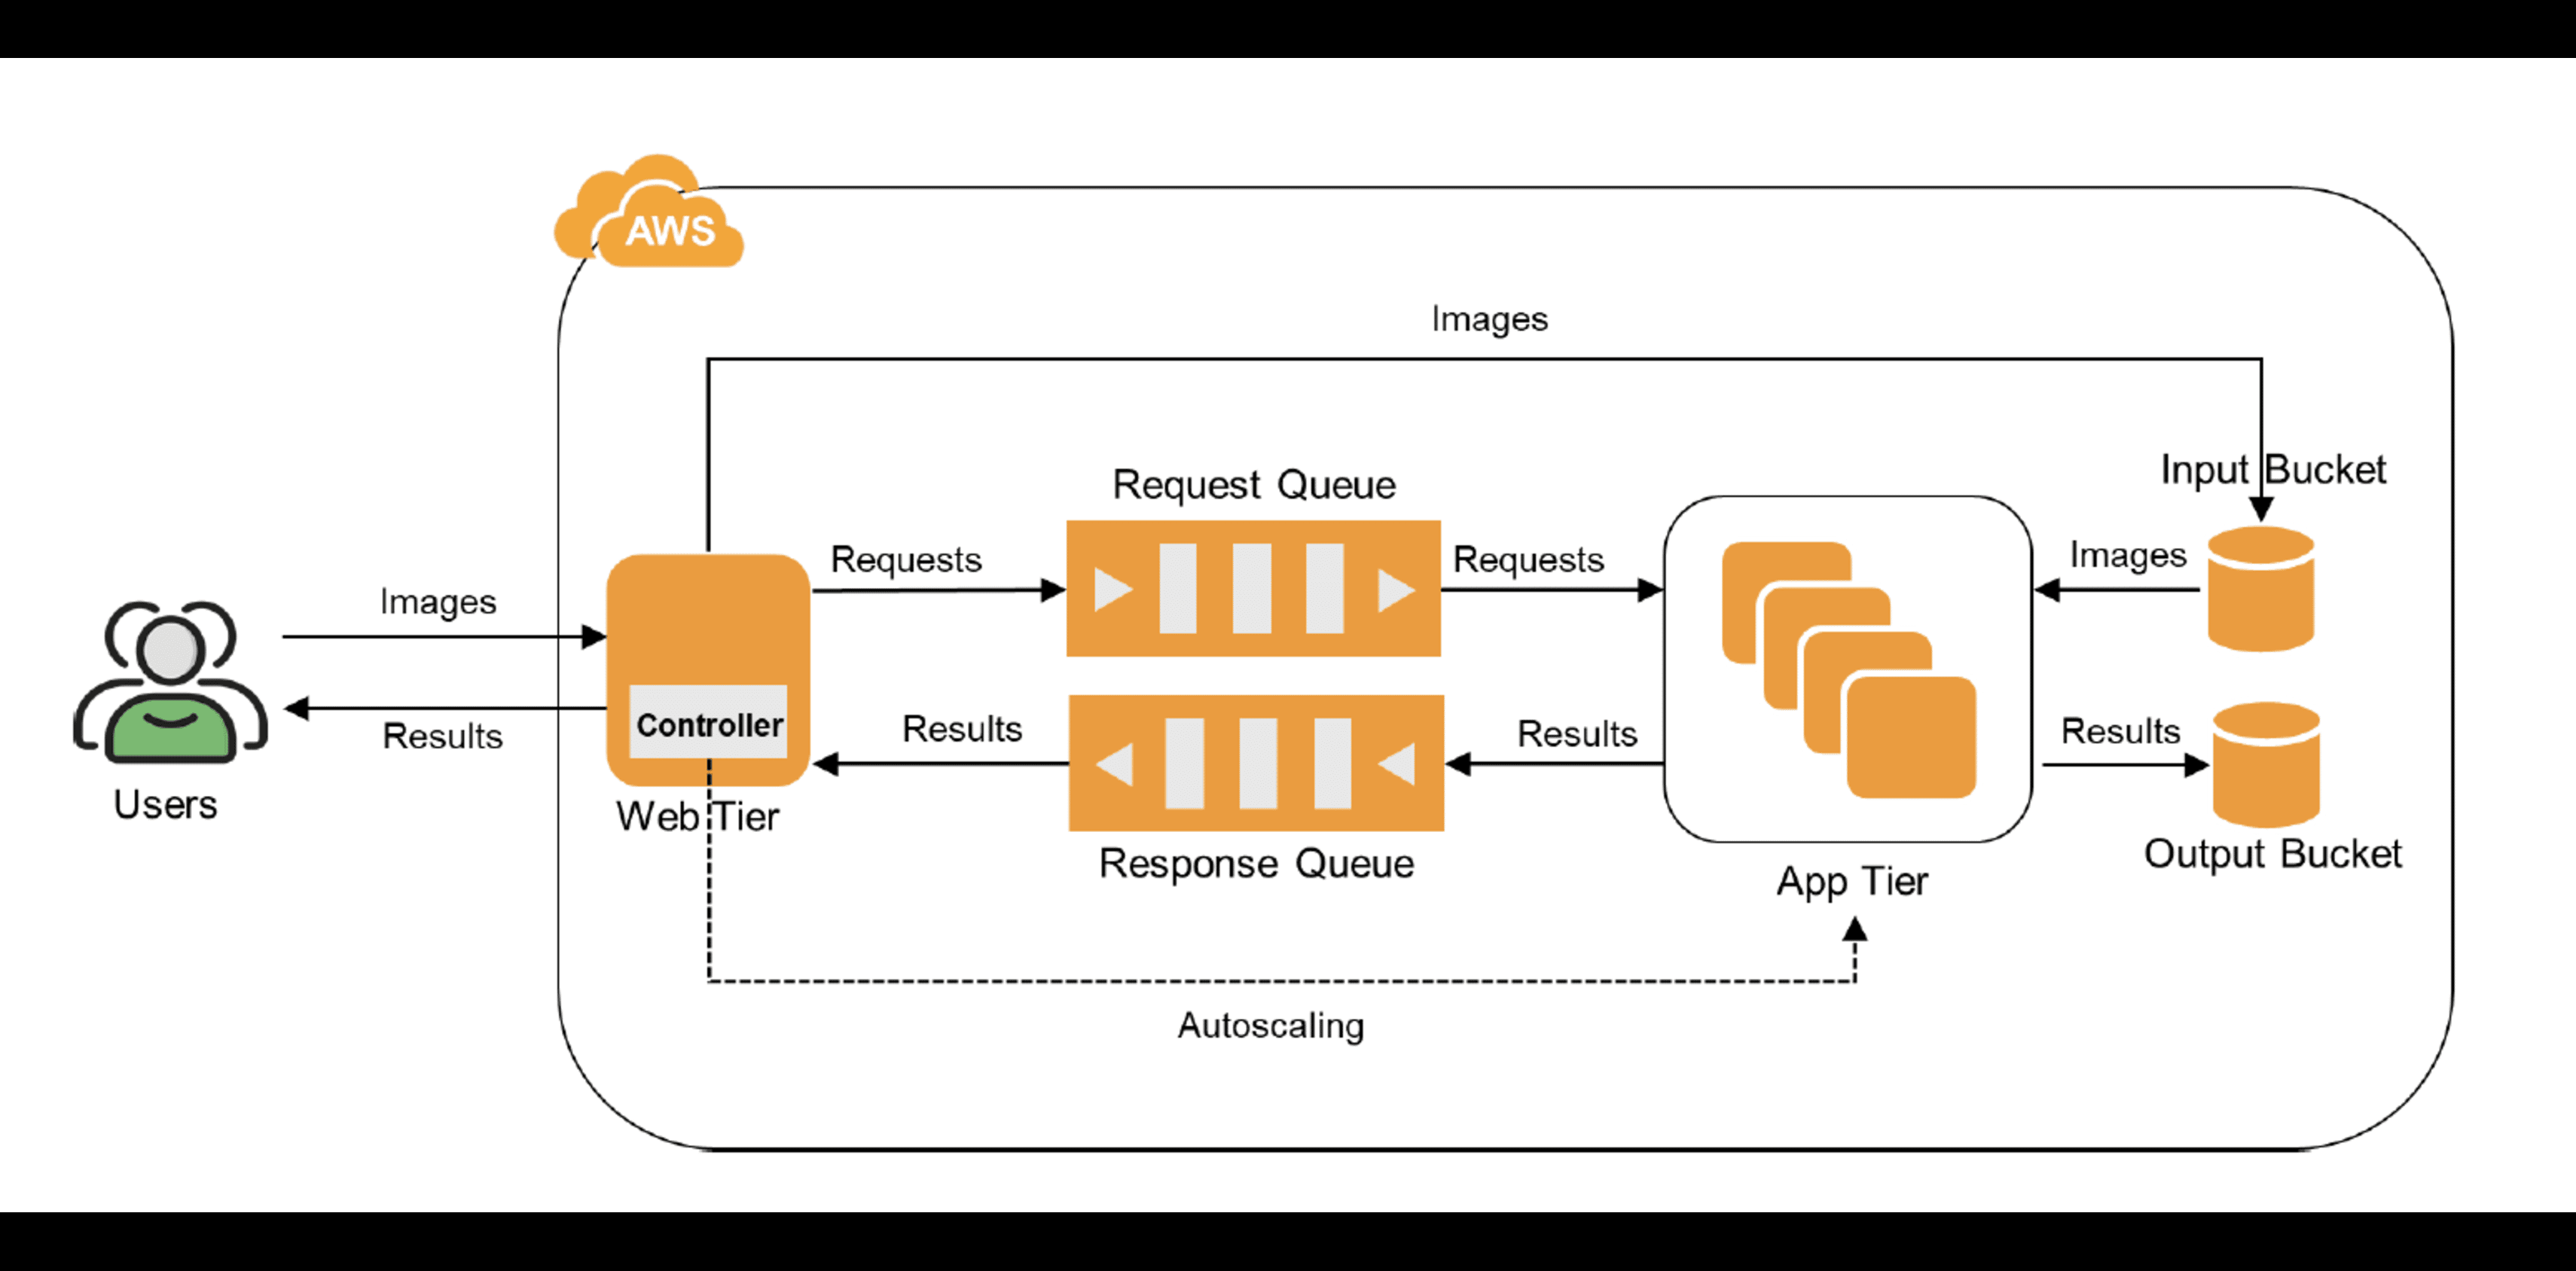 AWS
Images
Request Queue
Input Bucket
Requests
Requests
Images
Images
Controller
Results
Results
Results
Results
Users
Web Tier
Response Queue
App Tier
Output Bucket
Autoscaling